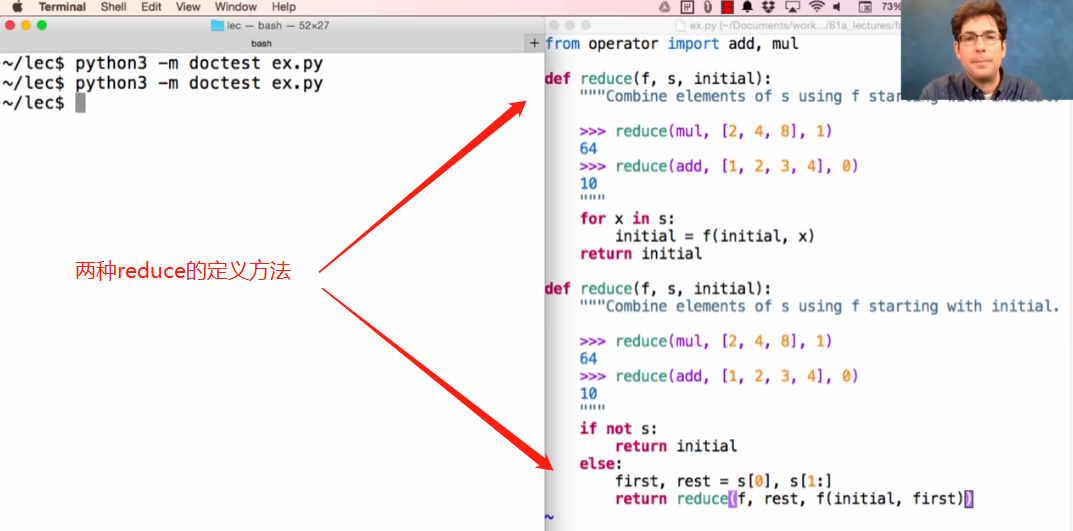 Terminal Shell Edit View Window Help 73%
lec — bash — 52×27
bash
~/lec$ python3 -m doctest ex.py
~/lec$ python3 -m doctest ex.py
~/lec$
两种reduce的定义方法
ex.py (~/Documents/work.../61a_lectures/fa
from operator import add, mul
def reduce(f, s, initial):
"""Combine elements of s using f starting with initial.
>>> reduce(mul, [2, 4, 8], 1)
64
>>> reduce(add, [1, 2, 3, 4], 0)
10
"""
for x in s:
initial = f(initial, x)
return initial
def reduce(f, s, initial):
"""Combine elements of s using f starting with initial.
>>> reduce(mul, [2, 4, 8], 1)
64
>>> reduce(add, [1, 2, 3, 4], 0)
10
"""
if not s:
return initial
else:
first, rest = s[0], s[1:]
return reduce(f, rest, f(initial, first))
~